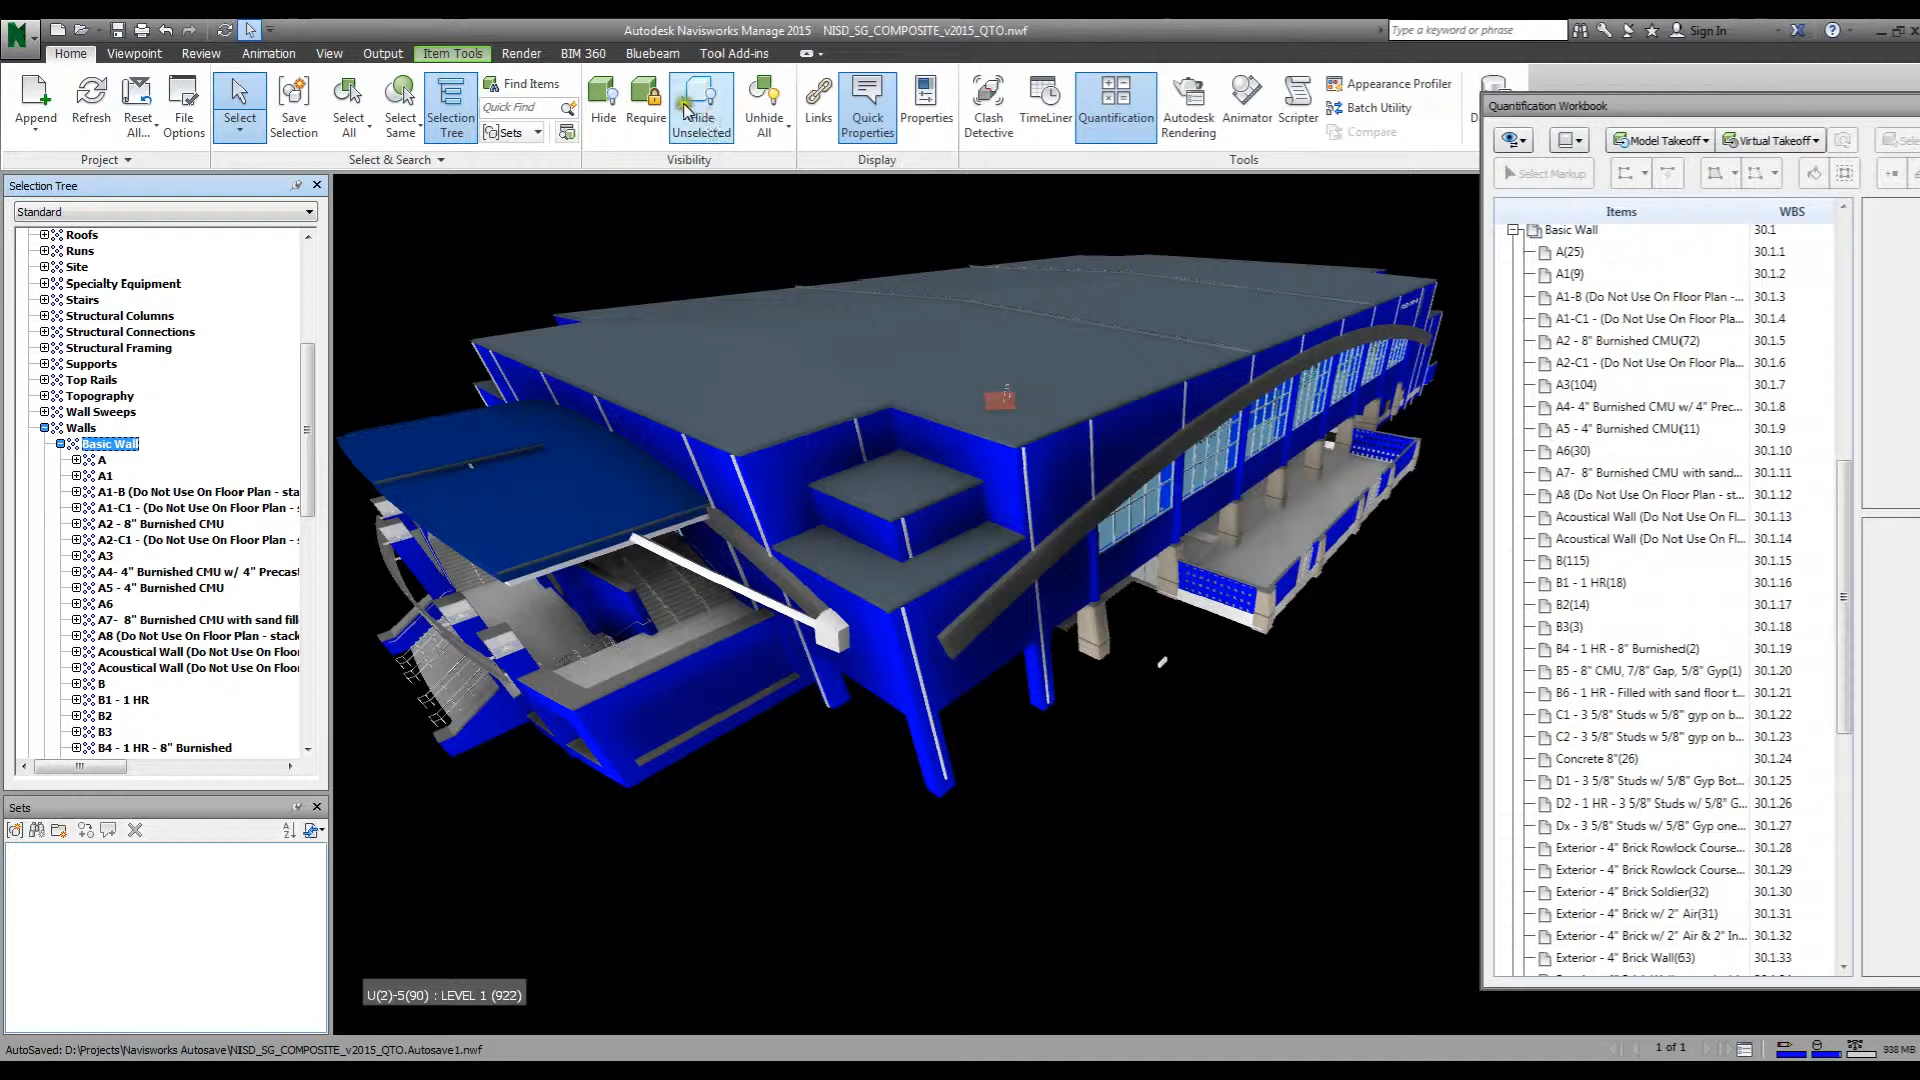 Autodesk Navisworks Manage 2015 NISD_SG_COMPOSITE_v2015_QTO.nwf
Type a keyword or phrase
Sign In
Home Viewpoint Review Animation View Output Item Tools Render BIM 360 Bluebeam Tool Add-ins
Append
Refresh
Reset All...
File Options
Project
Select
Save Selection
Select All
Select Same
Selection Tree
Find Items
Quick Find
Sets
Select & Search
Hide
Require
Hide Unselected
Unhide All
Visibility
Links
Quick Properties
Properties
Display
Clash Detective
TimeLiner
Quantification
Autodesk Rendering
Animator
Scripter
Appearance Profiler
Batch Utility
Compare
Tools
Selection Tree
Standard
Roofs
Runs
Site
Specialty Equipment
Stairs
Structural Columns
Structural Connections
Structural Framing
Supports
Top Rails
Topography
Wall Sweeps
Walls
Basic Wall
A
A1
A1-B (Do Not Use On Floor Plan - sta
A1-C1 - (Do Not Use On Floor Plan -
A2 - 8" Burnished CMU
A2-C1 - (Do Not Use On Floor Plan - s
A3
A4- 4" Burnished CMU w/ 4" Precast
A5 - 4" Burnished CMU
A6
A7- 8" Burnished CMU with sand fill
A8 (Do Not Use On Floor Plan - stack
Acoustical Wall (Do Not Use On Floo
Acoustical Wall (Do Not Use On Floo
B
B1 - 1 HR
B2
B3
B4 - 1 HR - 8" Burnished
Sets
U(2)-5(90) : LEVEL 1 (922)
Quantification Workbook
Model Takeoff
Virtual Takeoff
Select Markup
Items WBS
Basic Wall 30.1
A(25) 30.1.1
A1(9) 30.1.2
A1-B (Do Not Use On Floor Plan -... 30.1.3
A1-C1 - (Do Not Use On Floor Pla... 30.1.4
A2 - 8" Burnished CMU(72) 30.1.5
A2-C1 - (Do Not Use On Floor Pla... 30.1.6
A3(104) 30.1.7
A4- 4" Burnished CMU w/ 4" Prec... 30.1.8
A5 - 4" Burnished CMU(11) 30.1.9
A6(30) 30.1.10
A7- 8" Burnished CMU with sand... 30.1.11
A8 (Do Not Use On Floor Plan - st... 30.1.12
Acoustical Wall (Do Not Use On Fl... 30.1.13
Acoustical Wall (Do Not Use On Fl... 30.1.14
B(115) 30.1.15
B1 - 1 HR(18) 30.1.16
B2(14) 30.1.17
B3(3) 30.1.18
B4 - 1 HR - 8" Burnished(2) 30.1.19
B5 - 8" CMU, 7/8" Gap, 5/8" Gyp(1) 30.1.20
B6 - 1 HR - Filled with sand floor t... 30.1.21
C1 - 3 5/8" Studs w 5/8" gyp on b... 30.1.22
C2 - 3 5/8" Studs w 5/8" gyp on b... 30.1.23
Concrete 8"(26) 30.1.24
D1 - 3 5/8" Studs w/ 5/8" Gyp Bot... 30.1.25
D2 - 1 HR - 3 5/8" Studs w/ 5/8" G... 30.1.26
Dx - 3 5/8" Studs w/ 5/8" Gyp one... 30.1.27
Exterior - 4" Brick Rowlock Course... 30.1.28
Exterior - 4" Brick Rowlock Course... 30.1.29
Exterior - 4" Brick Soldier(32) 30.1.30
Exterior - 4" Brick w/ 2" Air(31) 30.1.31
Exterior - 4" Brick w/ 2" Air & 2" In... 30.1.32
Exterior - 4" Brick Wall(63) 30.1.33
AutoSaved: D:\Projects\Navisworks Autosave\NISD_SG_COMPOSITE_v2015_QTO.Autosave1.nwf
1 of 1
938 MB